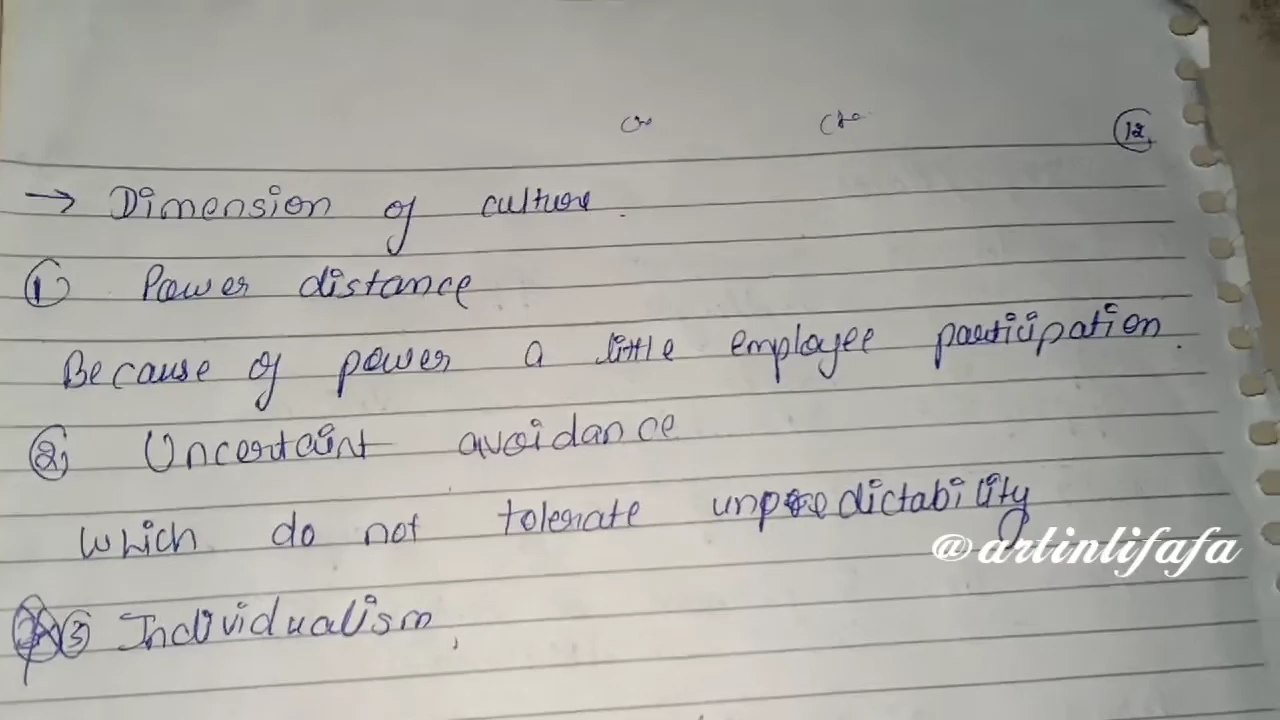 12
→ Dimension of culture.
① Power distance
Because of power a little employee participation.
② Uncertaint avoidance
which do not tolerate unpredictability
@artinlifafa
③ Individualism,